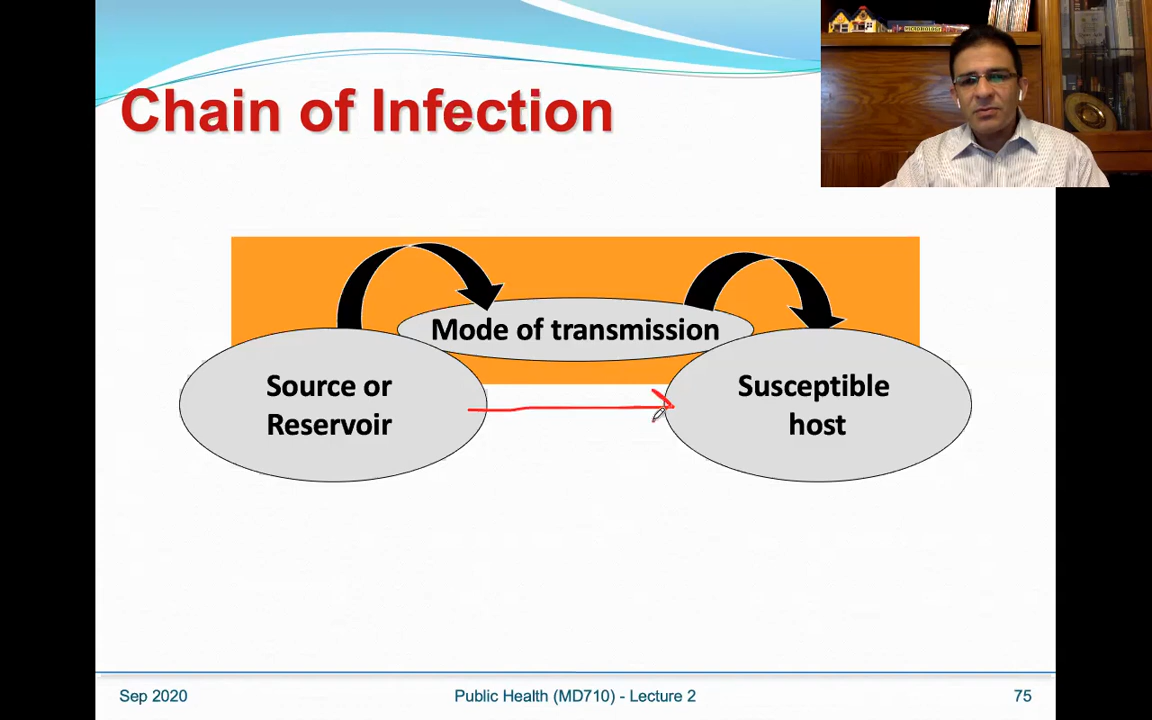 MICROBIOLOGY
Chain of Infection
Mode of transmission
Source or
Reservoir
Susceptible
host
Sep 2020
Public Health (MD710) - Lecture 2
75